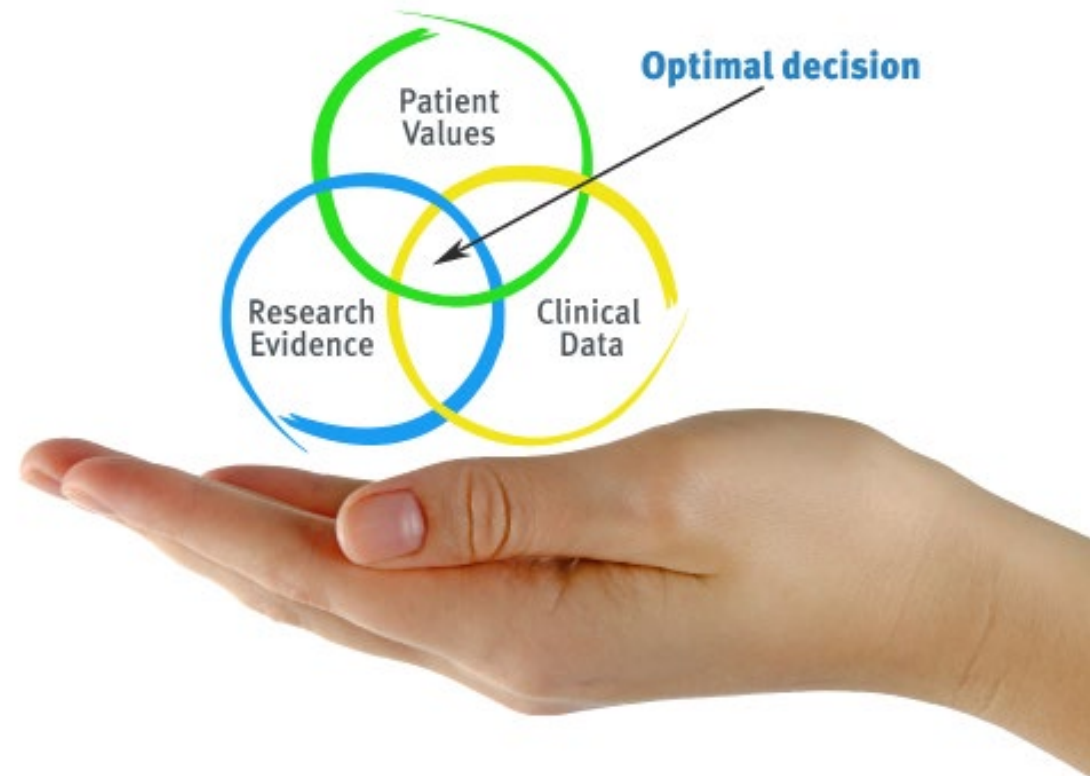 Optimal decision
Patient
Values
Research
Evidence
Clinical
Data